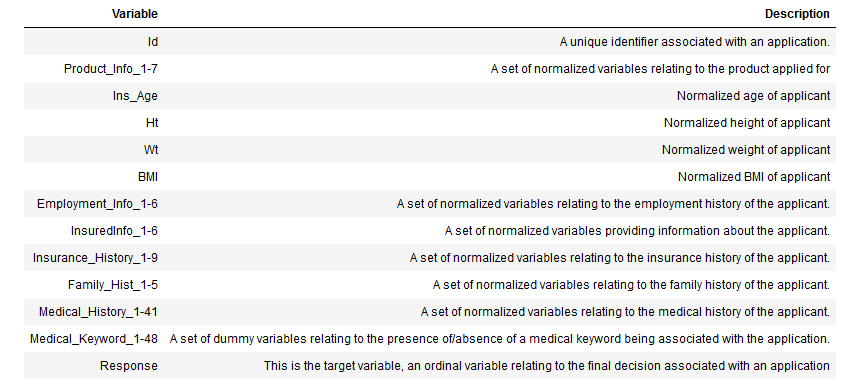 Variable Description
Id A unique identifier associated with an application.
Product_Info_1-7 A set of normalized variables relating to the product applied for
Ins_Age Normalized age of applicant
Ht Normalized height of applicant
Wt Normalized weight of applicant
BMI Normalized BMI of applicant
Employment_Info_1-6 A set of normalized variables relating to the employment history of the applicant.
InsuredInfo_1-6 A set of normalized variables providing information about the applicant.
Insurance_History_1-9 A set of normalized variables relating to the insurance history of the applicant.
Family_Hist_1-5 A set of normalized variables relating to the family history of the applicant.
Medical_History_1-41 A set of normalized variables relating to the medical history of the applicant.
Medical_Keyword_1-48 A set of dummy variables relating to the presence of/absence of a medical keyword being associated with the application.
Response This is the target variable, an ordinal variable relating to the final decision associated with an application